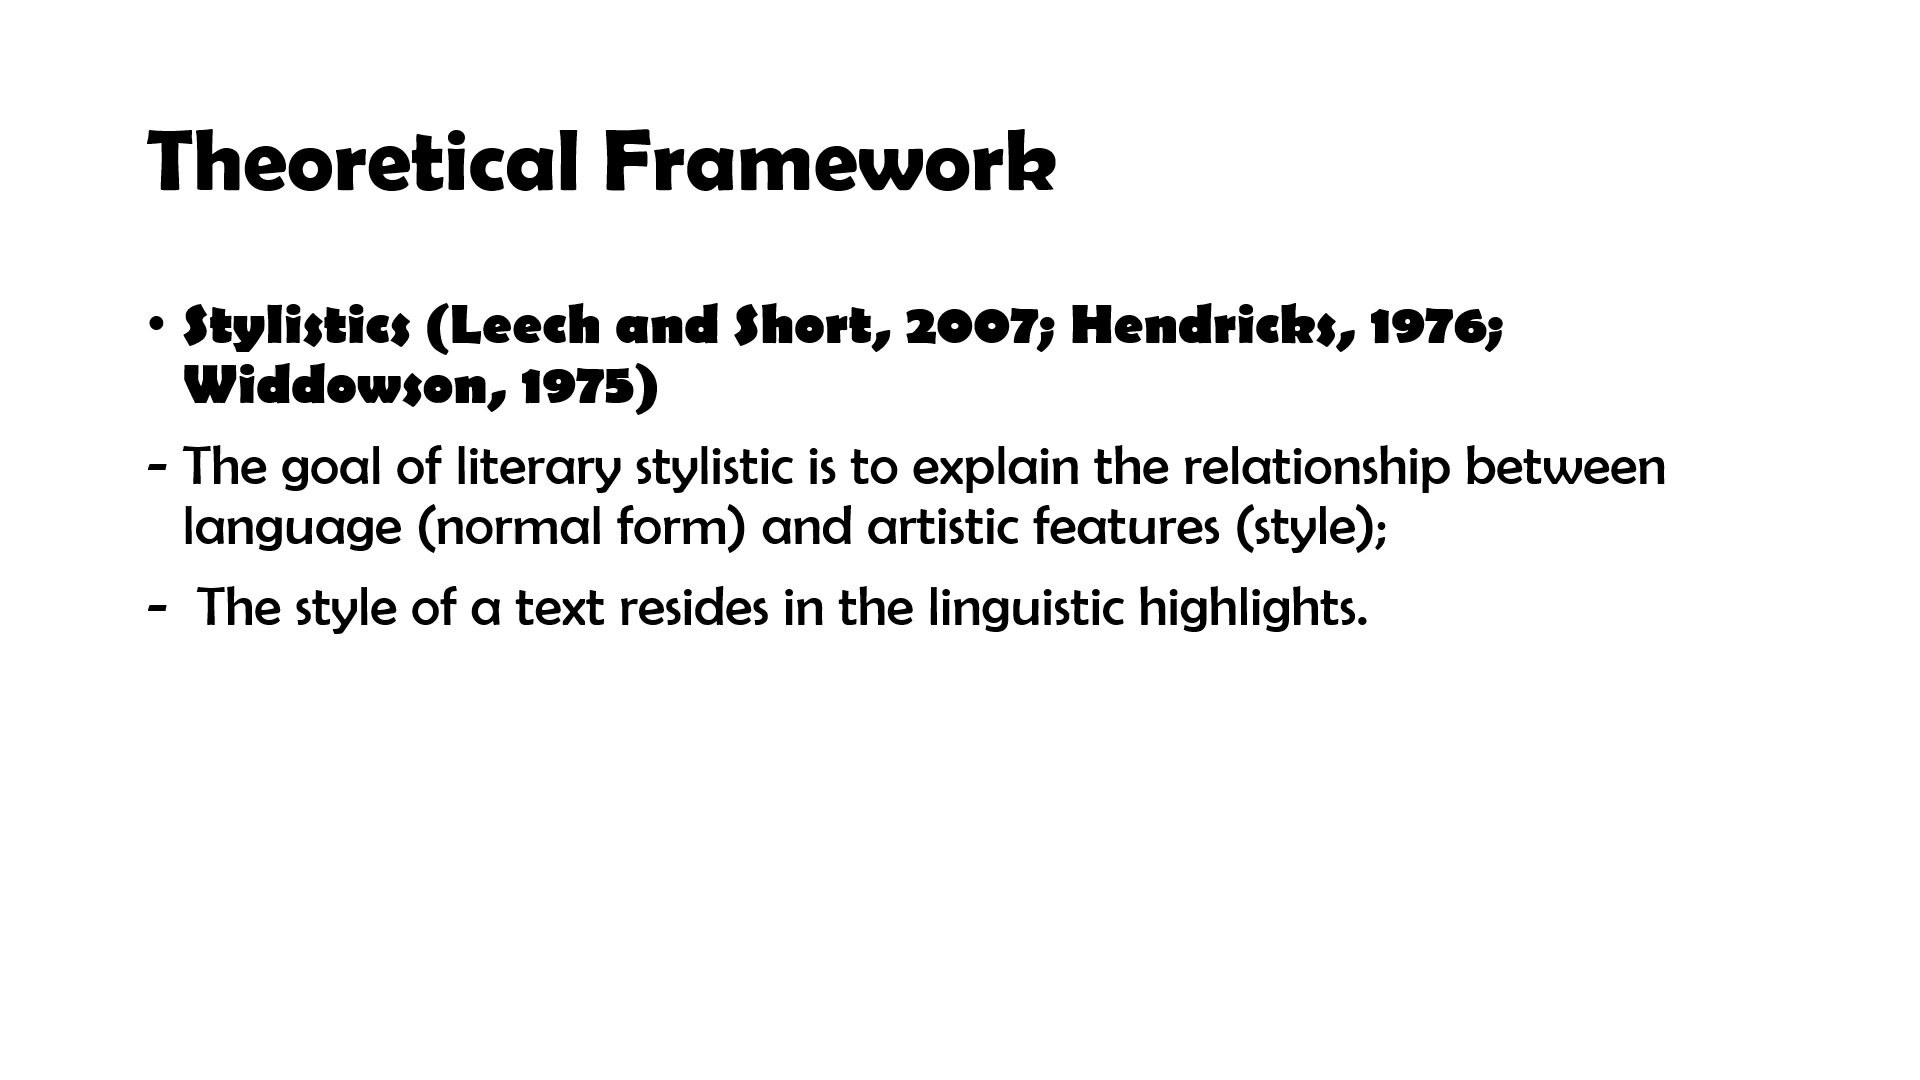 Theoretical Framework
• Stylistics (Leech and Short, 2007; Hendricks, 1976;
Widdowson, 1975)
- The goal of literary stylistic is to explain the relationship between
language (normal form) and artistic features (style);
- The style of a text resides in the linguistic highlights.